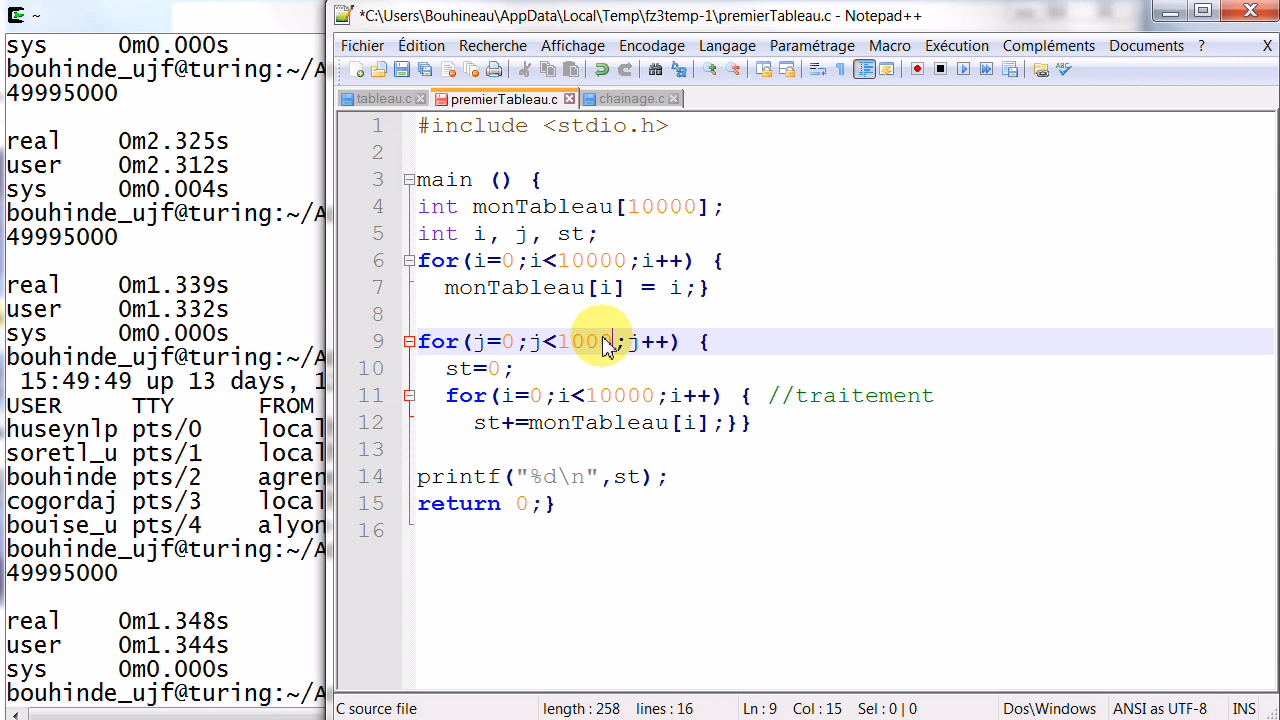 ~
sys 0m0.000s
bouhinde_ujf@turing:~/A
49995000
real 0m2.325s
user 0m2.312s
sys 0m0.004s
bouhinde_ujf@turing:~/A
49995000
real 0m1.339s
user 0m1.332s
sys 0m0.000s
bouhinde_ujf@turing:~/A
15:49:49 up 13 days, 1
USER TTY FROM
huseynlp pts/0 local
soretl_u pts/1 local
bouhinde pts/2 agren
cogordaj pts/3 local
bouise_u pts/4 alyon
bouhinde_ujf@turing:~/A
49995000
real 0m1.348s
user 0m1.344s
sys 0m0.000s
bouhinde_ujf@turing:~/A
*C:\Users\Bouhineau\AppData\Local\Temp\fz3temp-1\premierTableau.c - Notepad++
Fichier Édition Recherche Affichage Encodage Langage Paramétrage Macro Exécution Compléments Documents ? X
tableau.c premierTableau.c chainage.c
1 #include <stdio.h>
2
3 main () {
4 int monTableau[10000];
5 int i, j, st;
6 for(i=0;i<10000;i++) {
7 monTableau[i] = i;}
8
9 for(j=0;j<1000;j++) {
10 st=0;
11 for(i=0;i<10000;i++) { //traitement
12 st+=monTableau[i];}}
13
14 printf("%d\n",st);
15 return 0;}
16
C source file length : 258 lines : 16 Ln : 9 Col : 15 Sel : 0 | 0 Dos\Windows ANSI as UTF-8 INS